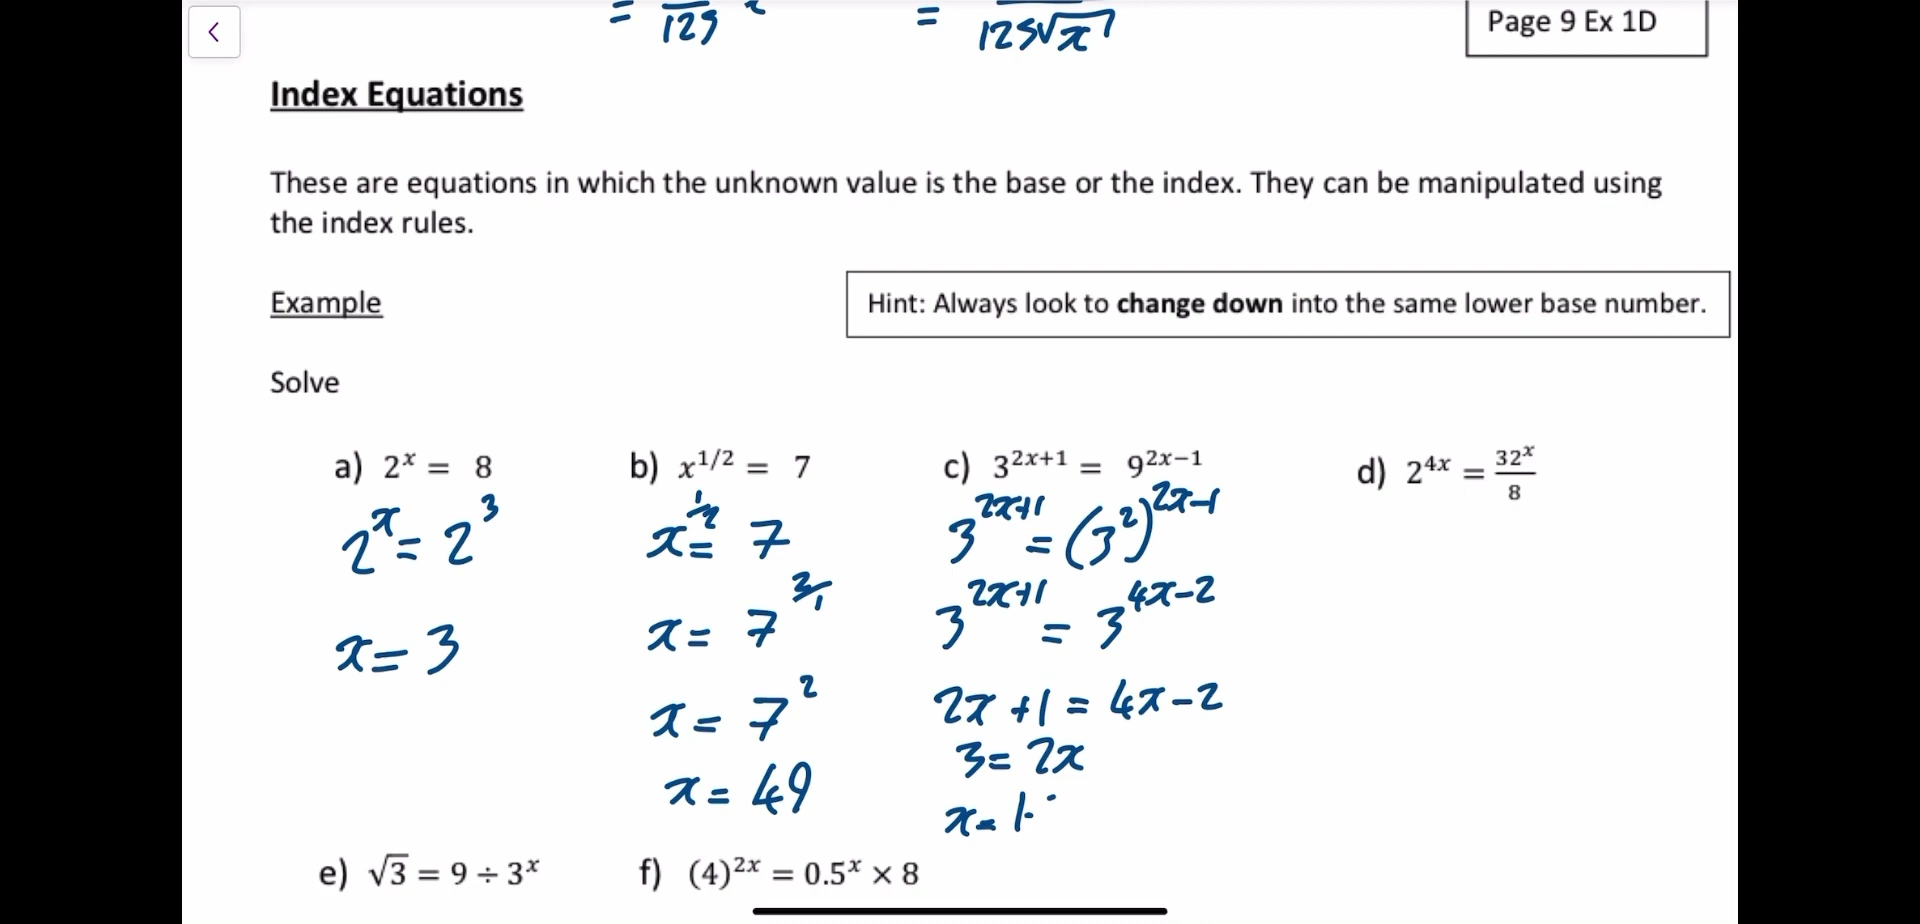 = /129 x = 125√x7
Page 9 Ex 1D
Index Equations
These are equations in which the unknown value is the base or the index. They can be manipulated using
the index rules.
Example
Hint: Always look to change down into the same lower base number.
Solve
a) 2^x = 8 b) x^1/2 = 7 c) 3^2x+1 = 9^2x−1 d) 2^4x = 32^x/8
2^x = 2^3 x^1/2 = 7 3^2x+1 = (3^2)^2x-1
x = 7^2/1 3^2x+1 = 3^4x-2
x = 3
x = 7^2 2x + 1 = 4x - 2
3 = 2x
x = 49 x = 1.
e) √3 = 9 ÷ 3^x f) (4)^2x = 0.5^x × 8